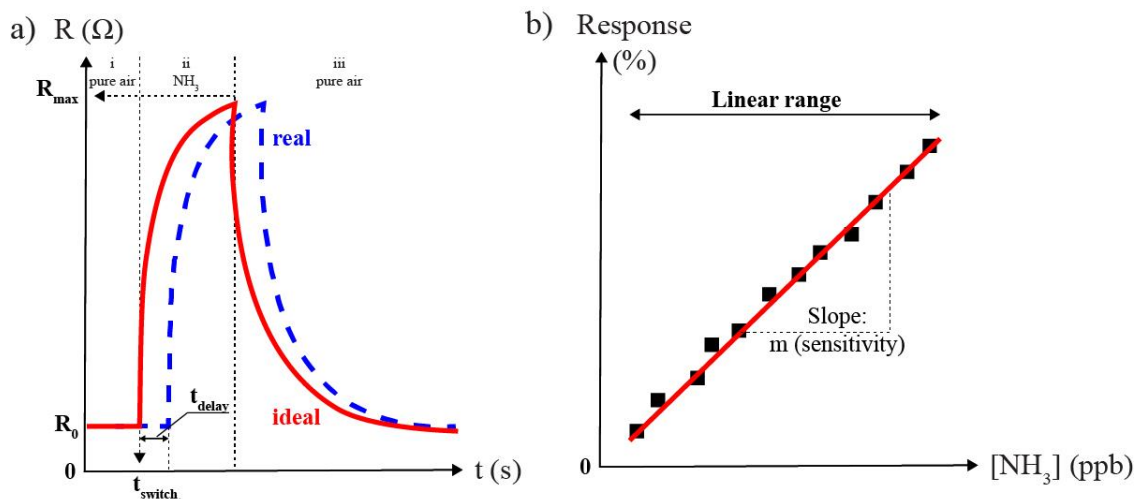 a) R (Ω)
i
pure air
ii
NH₃
iii
pure air
Rmax
real
tdelay
R₀
ideal
0
t (s)
tswitch
b) Response
(%)
Linear range
Slope:
m (sensitivity)
0
[NH₃] (ppb)